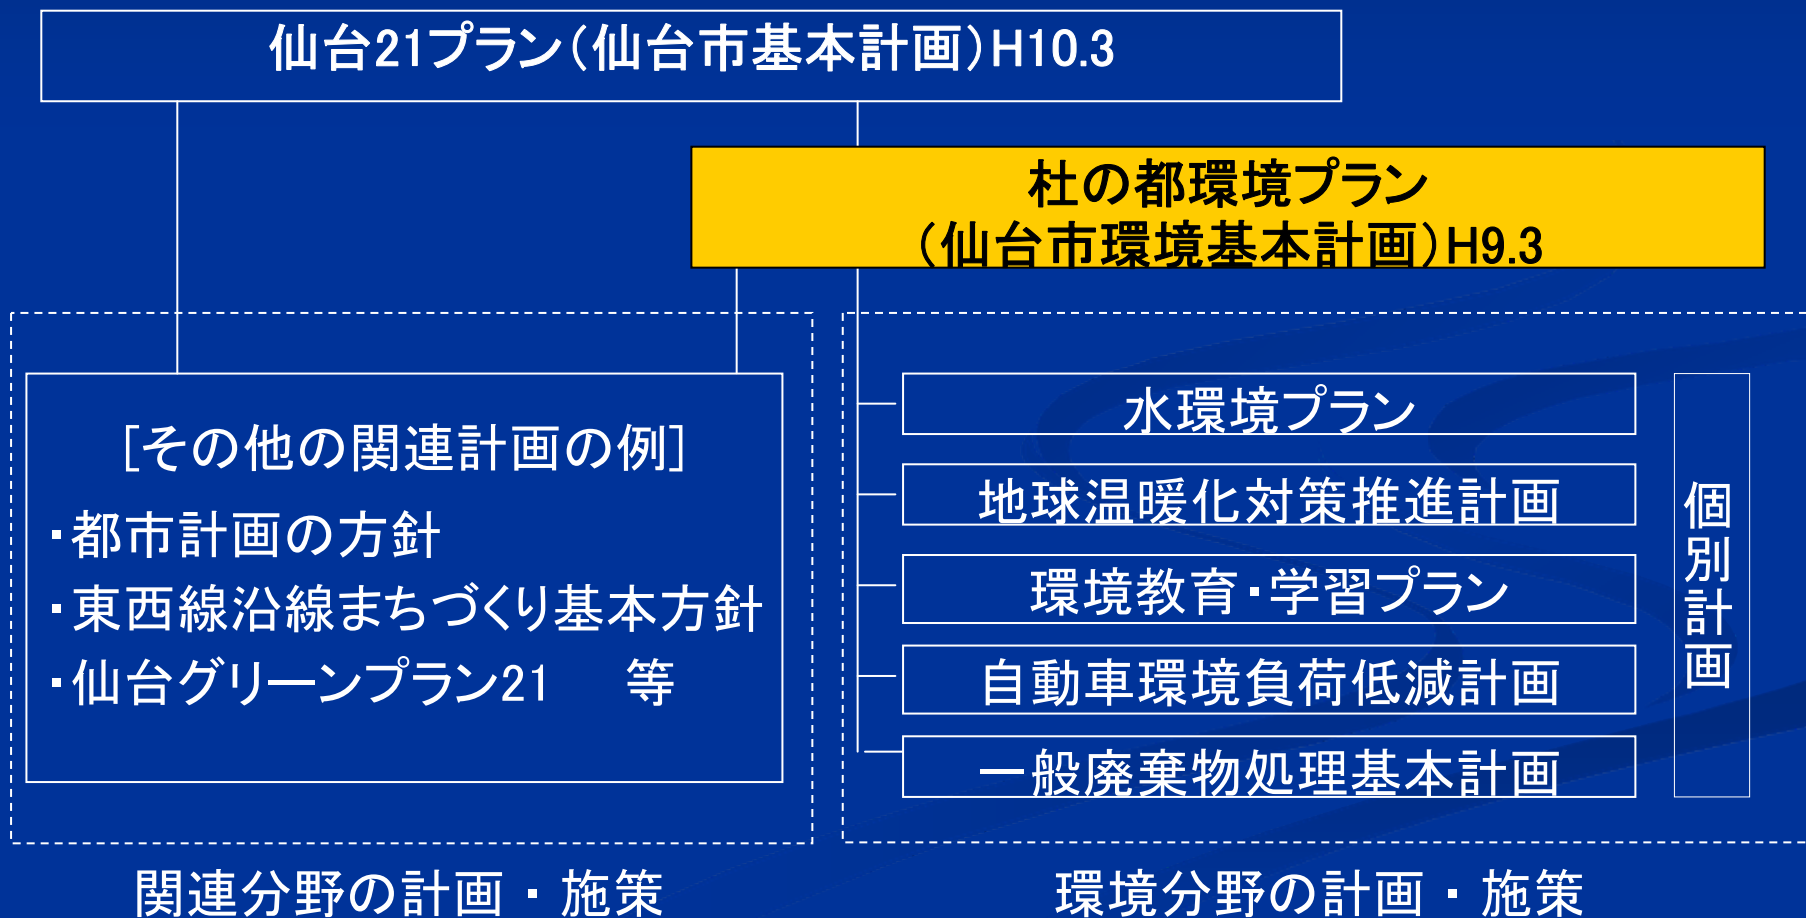 仙台21プラン(仙台市基本計画)H10.3
杜の都環境プラン
(仙台市環境基本計画)H9.3
[その他の関連計画の例]
・都市計画の方針
・東西線沿線まちづくり基本方針
・仙台グリーンプラン21 等
水環境プラン
地球温暖化対策推進計画
環境教育・学習プラン
自動車環境負荷低減計画
一般廃棄物処理基本計画
個別計画
関連分野の計画・施策
環境分野の計画・施策